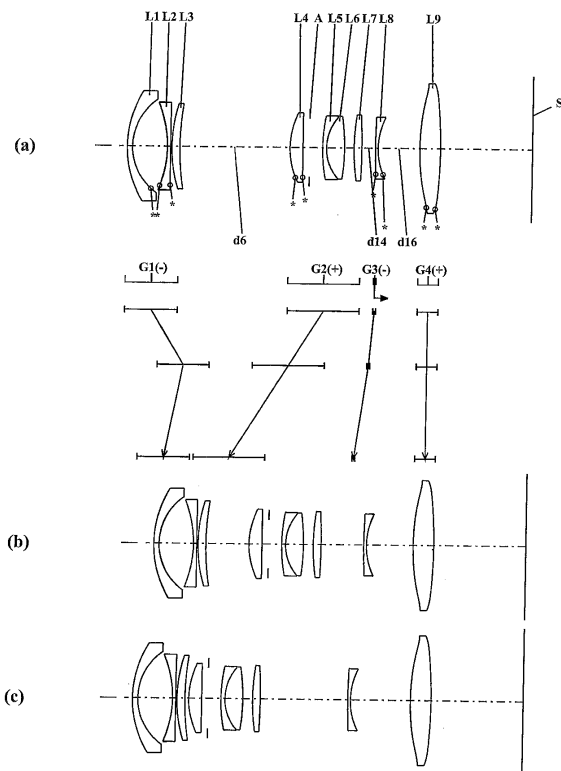 L1 L2 L3 L4 A L5 L6 L7 L8 L9
S
(a)
** * * * * * * *
d6 d14 d16
G1(-) G2(+) G3(-) G4(+)
(b)
(c)